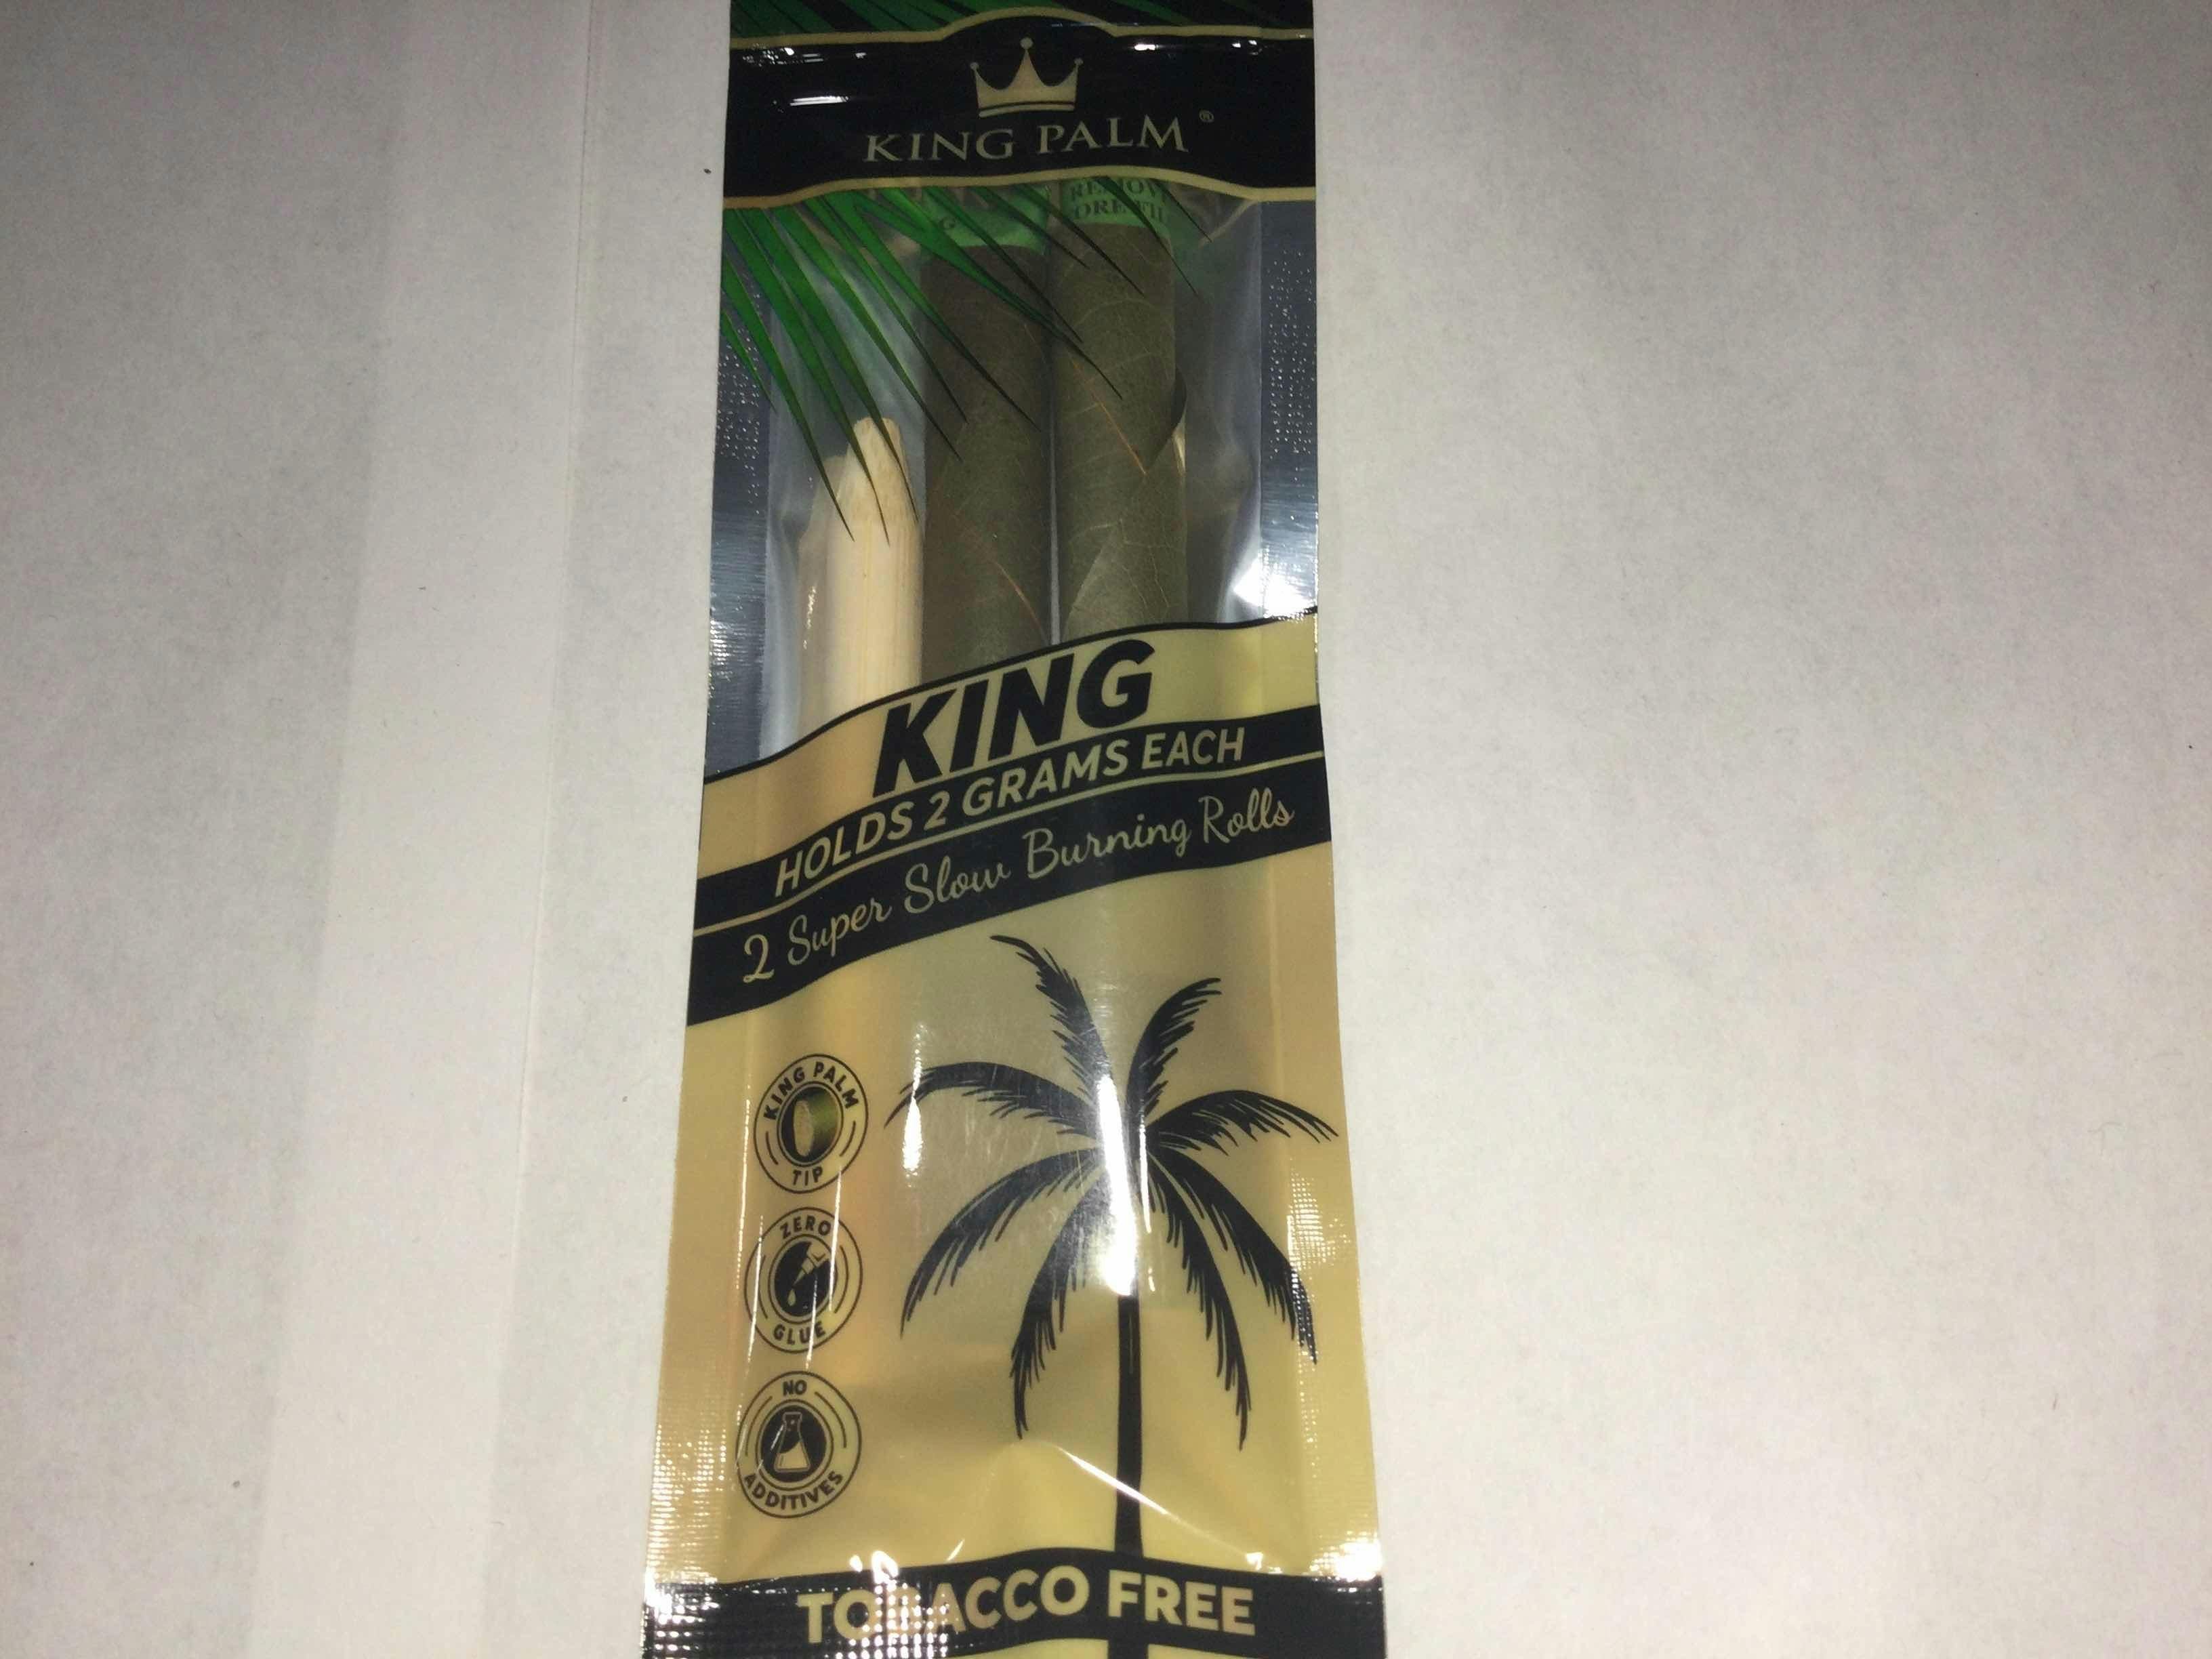 KING PALM®
KING
HOLDS 2 GRAMS EACH
2 Super Slow Burning Rolls
KING PALM
TIP
ZERO
GLUE
NO
ADDITIVES
TOBACCO FREE